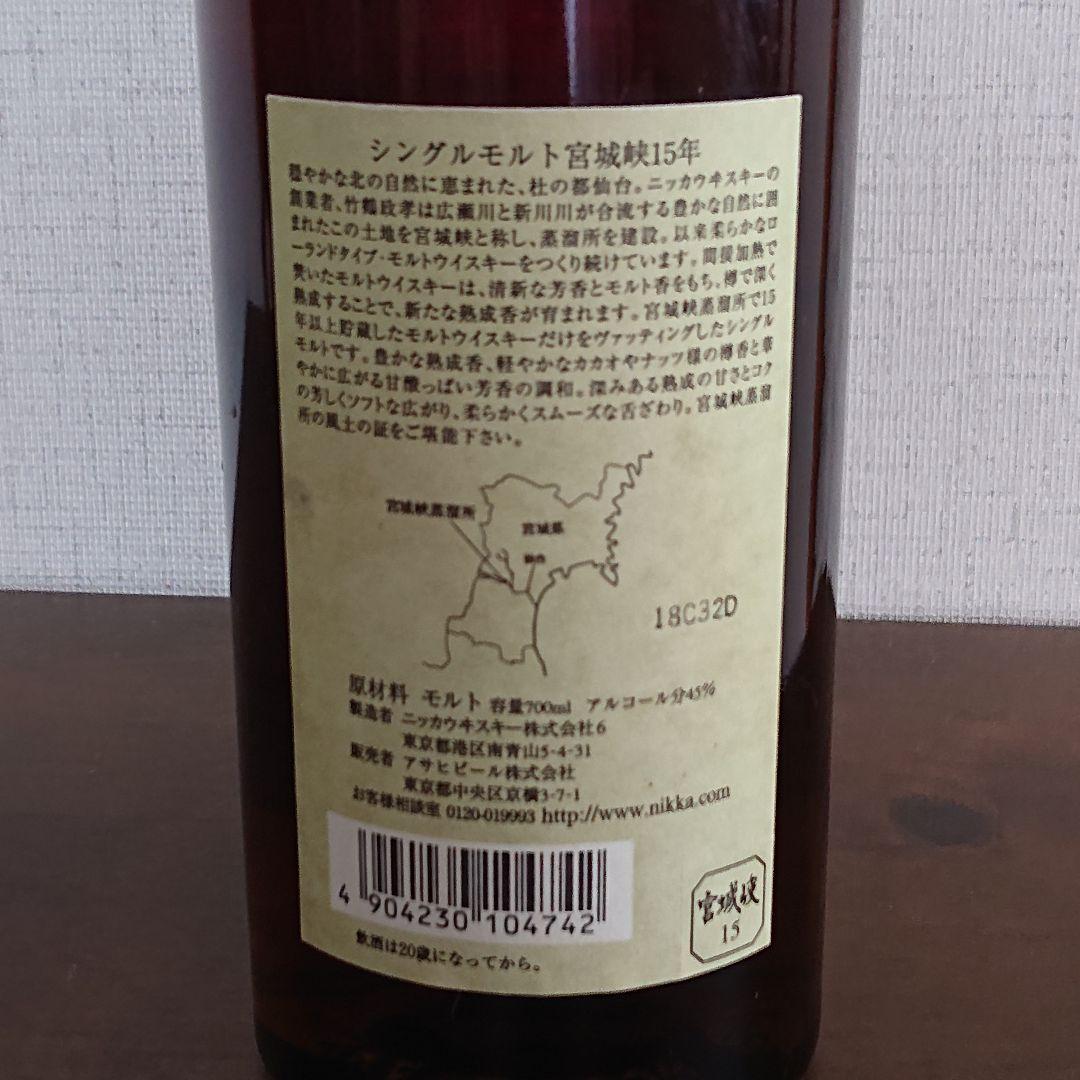 シングルモルト宮城峡15年
穏やかな北の自然に恵まれた、杜の都仙台。ニッカウヰスキーの
創業者、竹鶴政孝は広瀬川と新川川が合流する豊かな自然に囲
まれたこの土地を宮城峡と称し、蒸溜所を建設。以来柔らかなロ
ーランドタイプ・モルトウイスキーをつくり続けています。間接加熱で
焚いたモルトウイスキーは、清新な芳香とモルト香をもち、樽で深く
熟成することで、新たな熟成香が育まれます。宮城峡蒸溜所で15
年以上貯蔵したモルトウイスキーだけをヴァッティングしたシングル
モルトです。豊かな熟成香、軽やかなカカオやナッツ様の樽香と華
やかに広がる甘酸っぱい芳香の調和。深みある熟成の甘さとコク
の芳しくソフトな広がり、柔らかくスムーズな舌ざわり。宮城峡蒸溜
所の風土の証をご堪能下さい。
宮城峡蒸溜所
宮城県
仙台
18C32D
原材料 モルト 容量700ml アルコール分45%
製造者 ニッカウヰスキー株式会社6
東京都港区南青山5-4-31
販売者 アサヒビール株式会社
東京都中央区京橋3-7-1
お客様相談室 0120-019993 http://www.nikka.com
4 904230 104742
宮城峡
15
飲酒は20歳になってから。